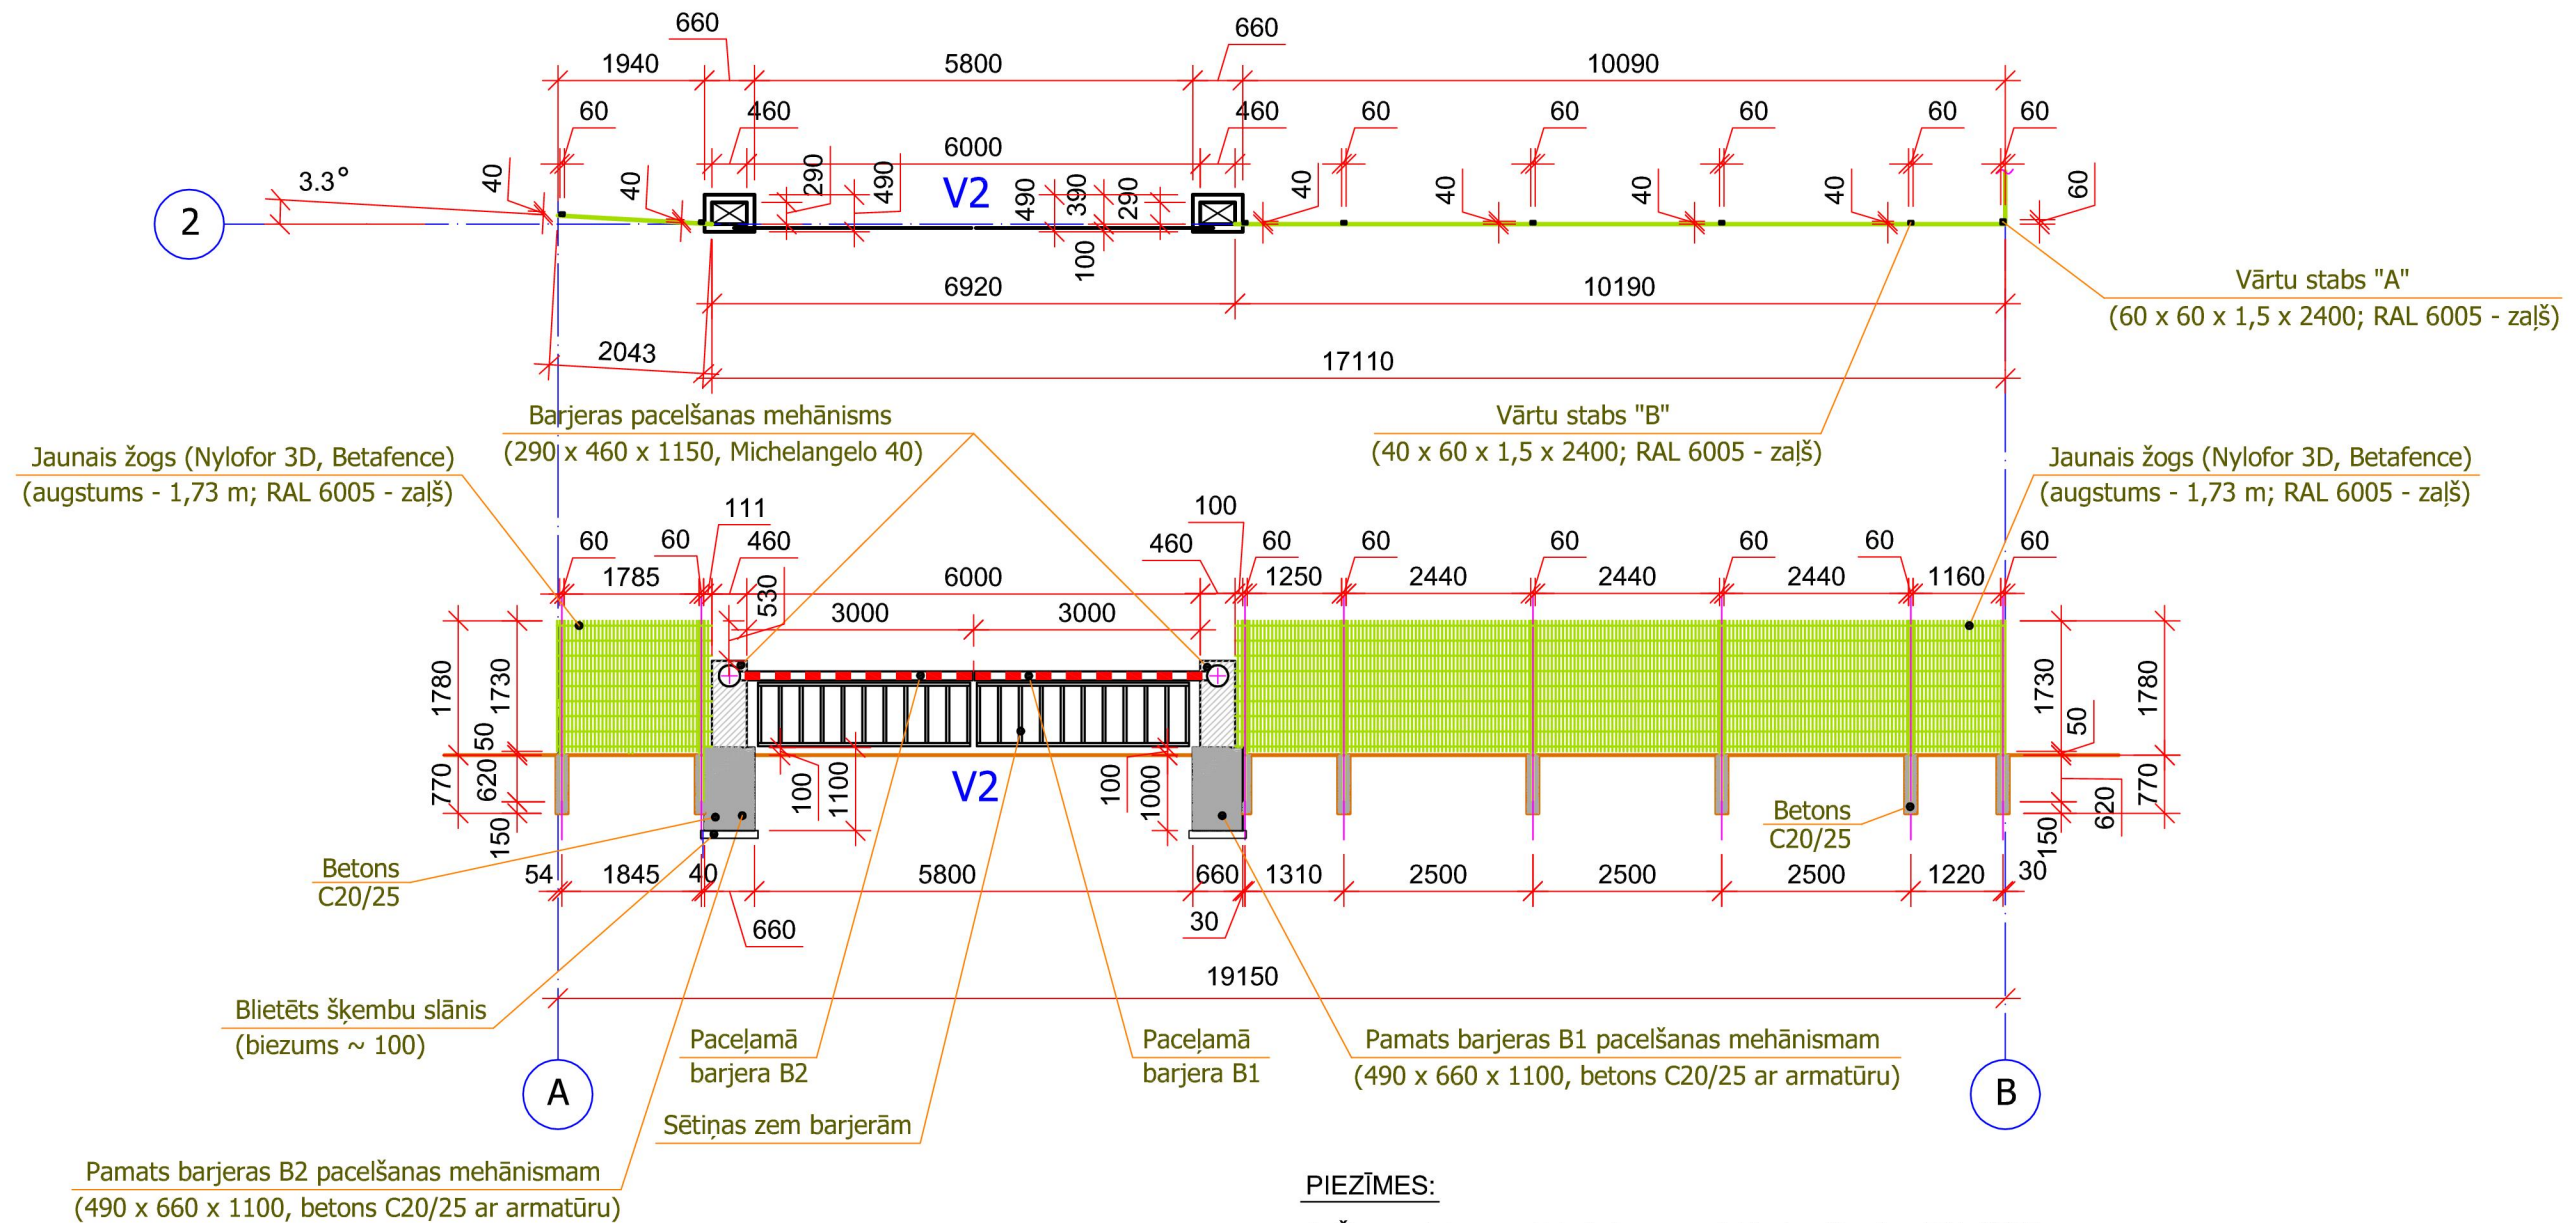 660
660
1940
5800
10090
60
460
460
60
60
60
60
60
6000
3.3°
40
40
290
490
V2
490
390
290
100
40
40
40
40
60
2
6920
10190
Vārtu stabs "A"
(60 x 60 x 1,5 x 2400; RAL 6005 - zaļš)
2043
17110
Barjeras pacelšanas mehānisms
(290 x 460 x 1150, Michelangelo 40)
Vārtu stabs "B"
(40 x 60 x 1,5 x 2400; RAL 6005 - zaļš)
Jaunais žogs (Nylofor 3D, Betafence)
(augstums - 1,73 m; RAL 6005 - zaļš)
Jaunais žogs (Nylofor 3D, Betafence)
(augstums - 1,73 m; RAL 6005 - zaļš)
111
100
60
60
460
460
60
60
60
60
60
60
1785
530
6000
1250
2440
2440
2440
1160
3000
3000
1780
1730
50
770
620
150
1730
1780
50
770
620
150
100
1100
V2
100
1000
Betons
C20/25
Betons
C20/25
54
1845
40
5800
660
1310
2500
2500
2500
1220
30
660
30
19150
Blietēts šķembu slānis
(biezums ~ 100)
Paceļamā
barjera B2
Paceļamā
barjera B1
Pamats barjeras B1 pacelšanas mehānismam
(490 x 660 x 1100, betons C20/25 ar armatūru)
A
B
Sētiņas zem barjerām
Pamats barjeras B2 pacelšanas mehānismam
(490 x 660 x 1100, betons C20/25 ar armatūru)
PIEZĪMES: